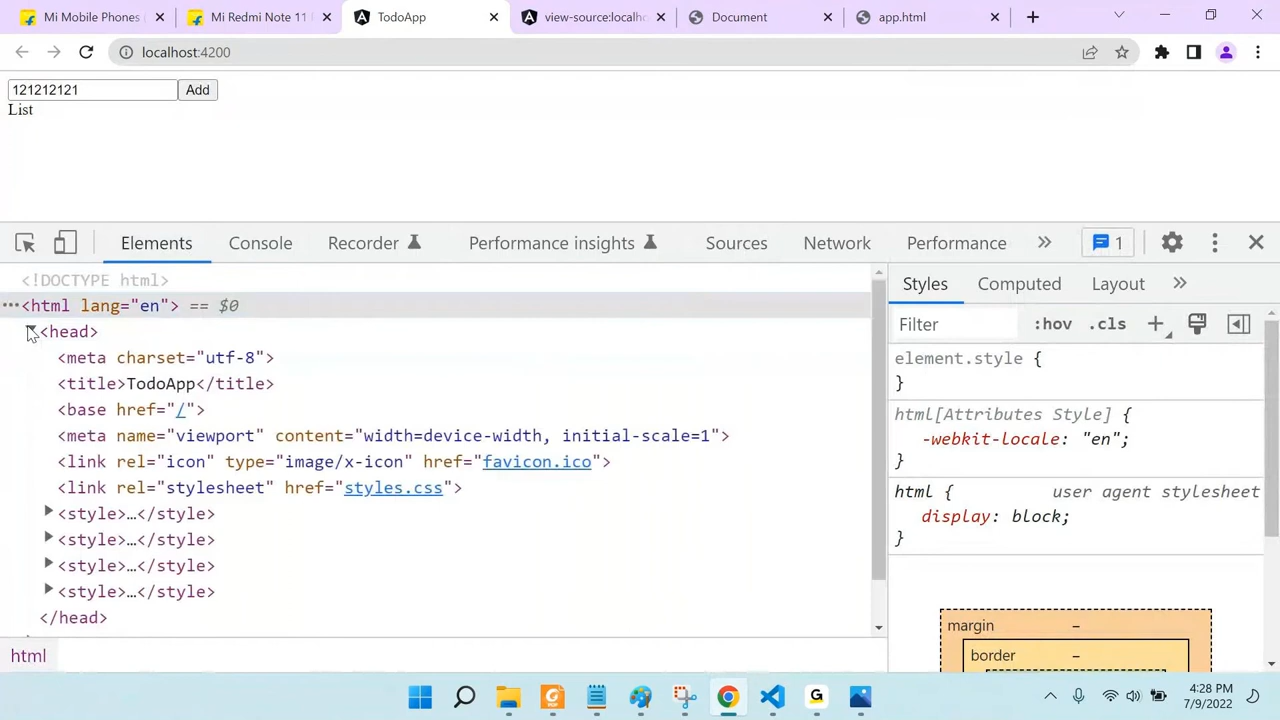 Mi Mobile Phones
Mi Redmi Note 11 P
TodoApp
view-source:localh
Document
app.html
localhost:4200
121212121
Add
List
Elements
Console
Recorder
Performance insights
Sources
Network
Performance
1
<!DOCTYPE html>
<html lang="en"> == $0
<head>
<meta charset="utf-8">
<title>TodoApp</title>
<base href="/">
<meta name="viewport" content="width=device-width, initial-scale=1">
<link rel="icon" type="image/x-icon" href="favicon.ico">
<link rel="stylesheet" href="styles.css">
<style>…</style>
<style>…</style>
<style>…</style>
<style>…</style>
</head>
html
Styles
Computed
Layout
Filter
:hov
.cls
element.style {
}
html[Attributes Style] {
-webkit-locale: "en";
}
html {
user agent stylesheet
display: block;
}
margin
–
border
–
4:28 PM
7/9/2022